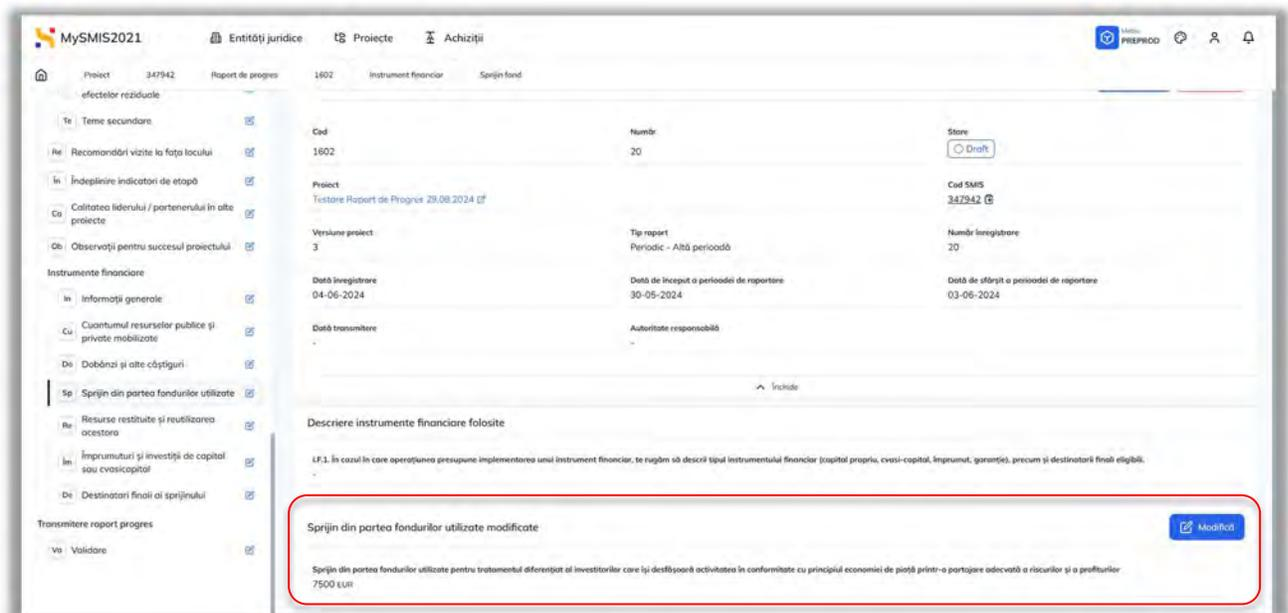 MySMIS2021
Entități juridice
Proiecte
Achiziții
Mediu
PREPROD
Proiect
347942
Raport de progres
1602
Instrument financiar
Sprijin fond
efectelor reziduale
Te Teme secundare
Re Recomandări vizite la fața locului
În Îndeplinire indicatori de etapă
Ca Calitatea liderului / partenerului în alte
proiecte
Ob Observații pentru succesul proiectului
Instrumente financiare
In Informații generale
Cu Cuantumul resurselor publice și
private mobilizate
Do Dobânzi și alte câștiguri
Sp Sprijin din partea fondurilor utilizate
Re Resurse restituite și reutilizarea
acestora
Îm Împrumuturi și investiții de capital
sau cvasicapital
De Destinatari finali ai sprijinului
Transmitere raport progres
Va Validare
Cod
Număr
Stare
1602
20
Draft
Proiect
Cod SMIS
Testare Raport de Progres 29.08.2024
347942
Versiune proiect
Tip raport
Număr înregistrare
3
Periodic - Altă perioadă
20
Dată înregistrare
Dată de început a perioadei de raportare
Dată de sfârșit a perioadei de raportare
04-06-2024
30-05-2024
03-06-2024
Dată transmitere
Autoritate responsabilă
-
-
Închide
Descriere instrumente financiare folosite
I.F.1. În cazul în care operațiunea presupune implementarea unui instrument financiar, te rugăm să descrii tipul instrumentului financiar (capital propriu, cvasi-capital, împrumut, garanție), precum și destinatarii finali eligibili.
-
Sprijin din partea fondurilor utilizate modificate
Modifică
Sprijin din partea fondurilor utilizate pentru tratamentul diferențiat al investitorilor care își desfășoară activitatea în conformitate cu principiul economiei de piață printr-o partajare adecvată a riscurilor și a profiturilor
7500 EUR